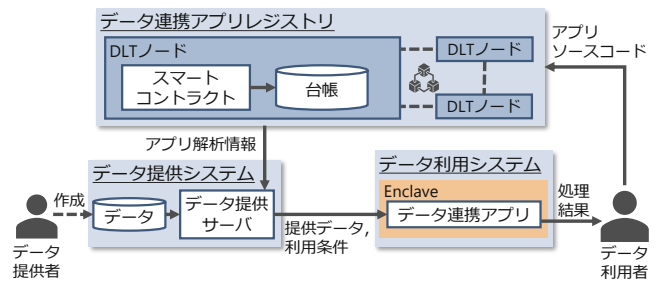 データ連携アプリレジストリ
DLTノード
スマート
コントラクト
台帳
DLTノード
DLTノード
アプリ
ソースコード
アプリ解析情報
データ提供システム
データ
データ提供
サーバ
作成
データ
提供者
提供データ,
利用条件
データ利用システム
Enclave
データ連携アプリ
処理
結果
データ
利用者